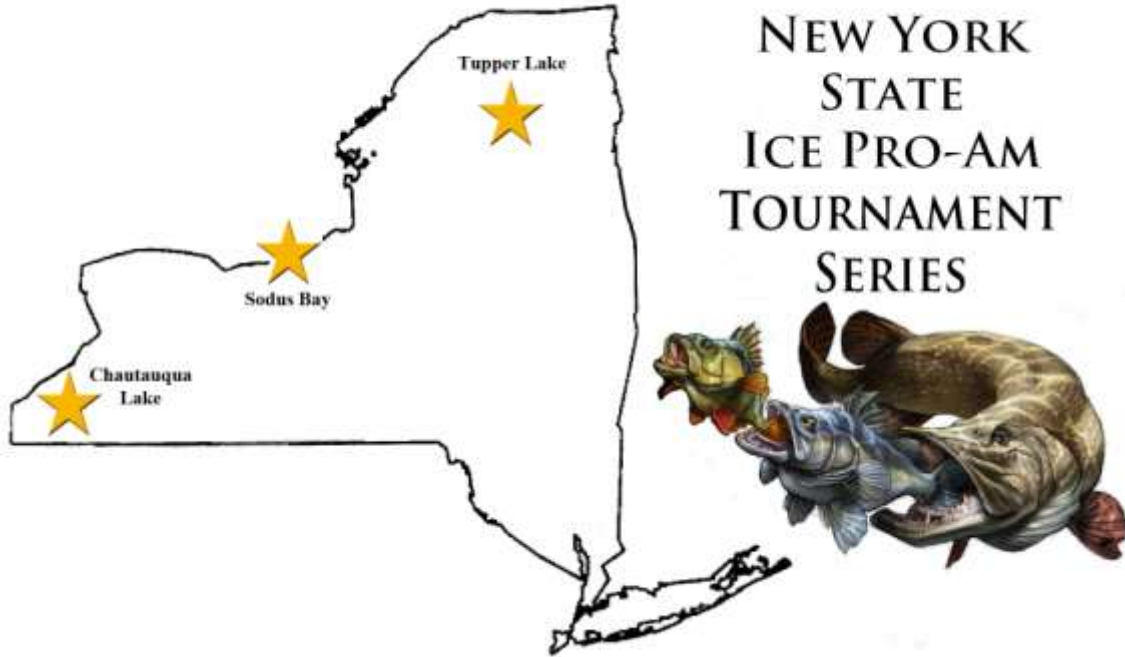 NEW YORK
STATE
ICE PRO-AM
TOURNAMENT
SERIES
Tupper Lake
Sodus Bay
Chautauqua
Lake